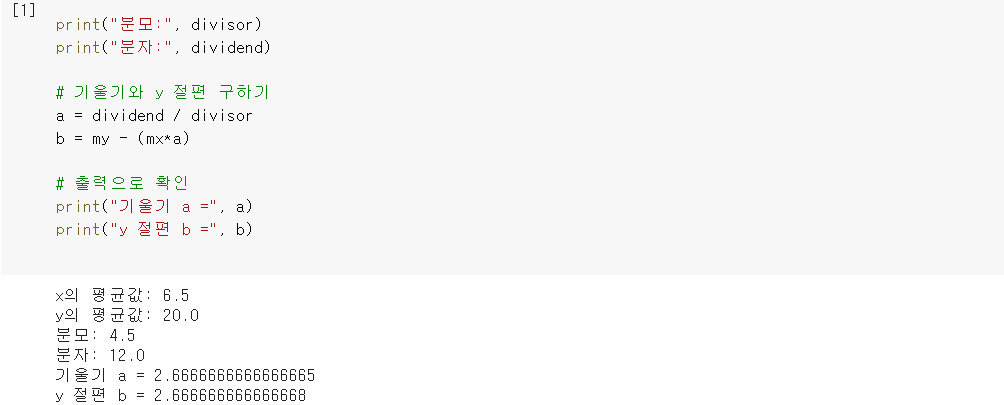 [1]
print("분모:", divisor)
print("분자:", dividend)
# 기울기와 y 절편 구하기
a = dividend / divisor
b = my - (mx*a)
# 출력으로 확인
print("기울기 a =", a)
print("y 절편 b =", b)
x의 평균값: 6.5
y의 평균값: 20.0
분모: 4.5
분자: 12.0
기울기 a = 2.6666666666666665
y 절편 b = 2.666666666666668